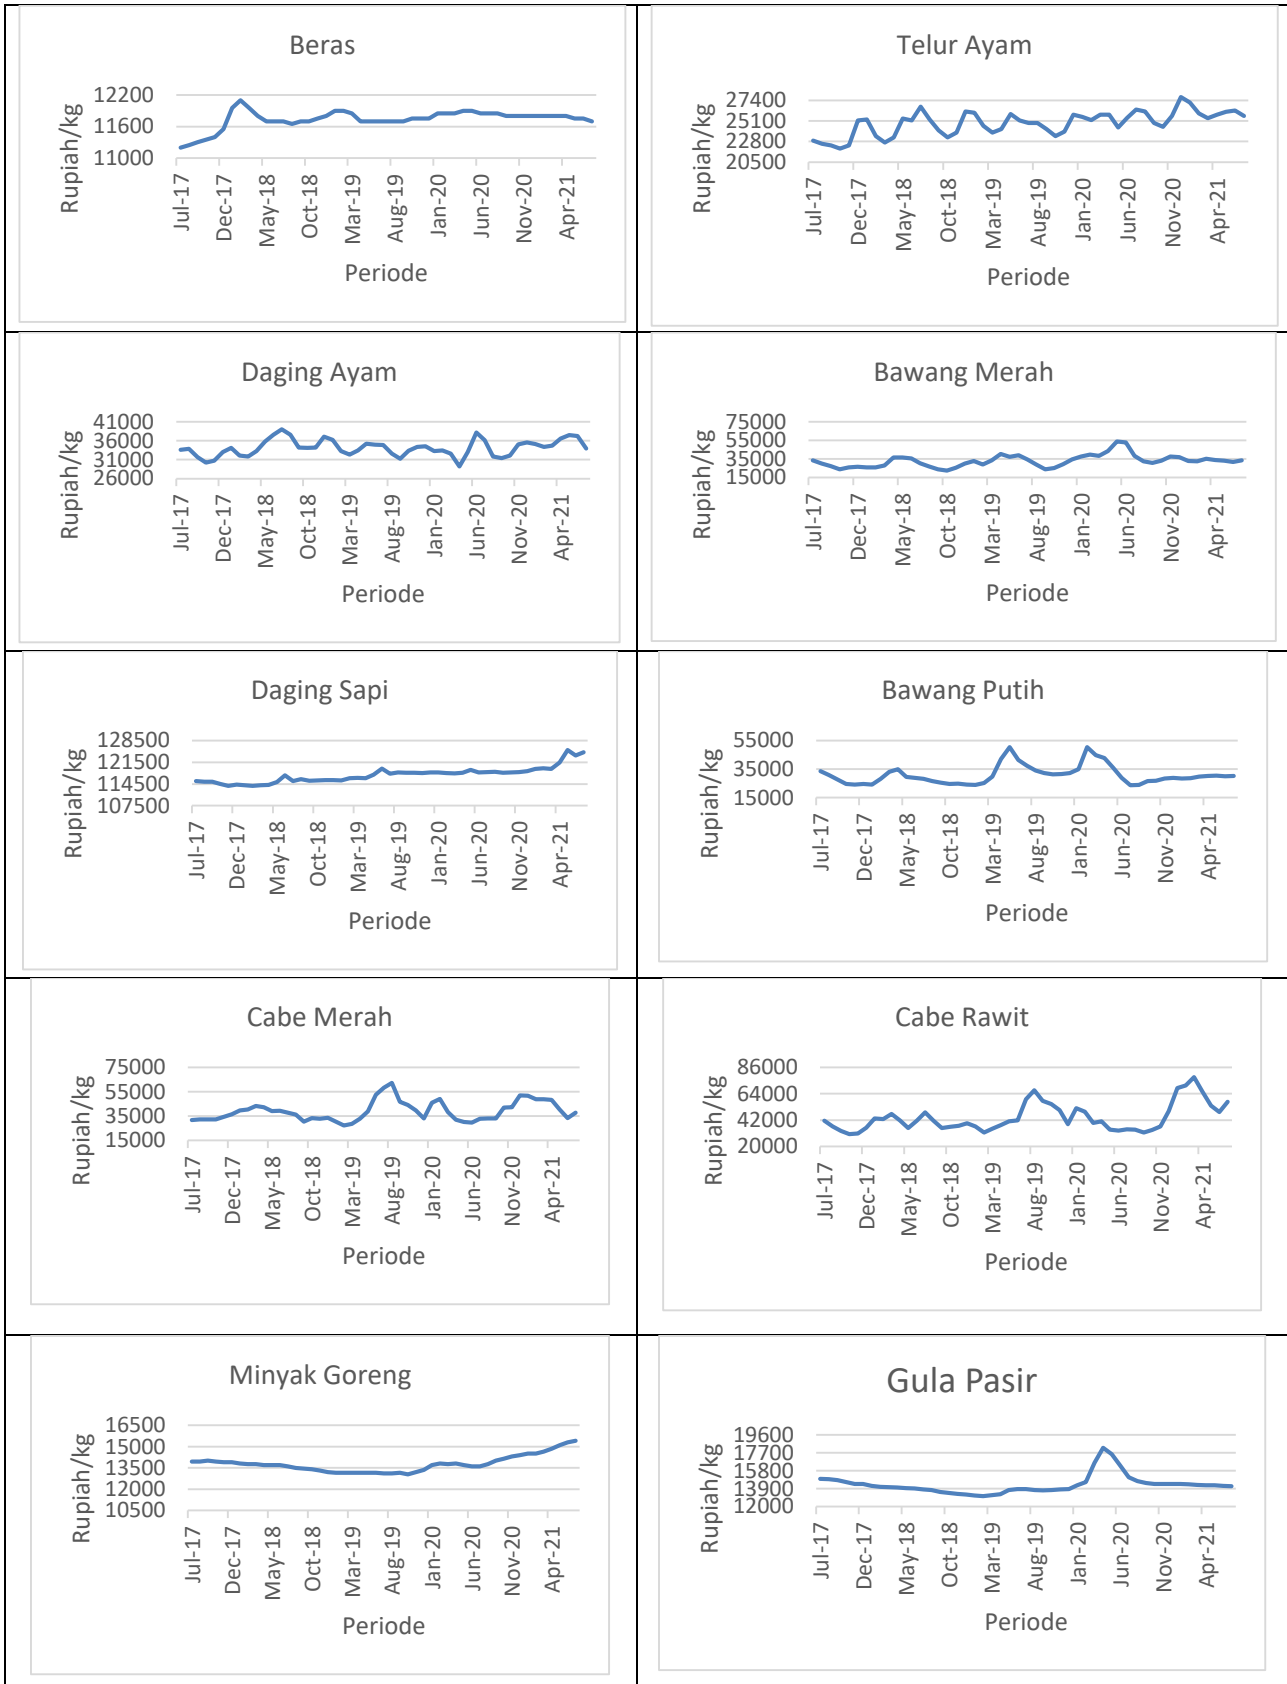 Beras
Rupiah/kg
12200
11600
11000
Jul-17
Dec-17
May-18
Oct-18
Mar-19
Aug-19
Jan-20
Jun-20
Nov-20
Apr-21
Periode
Telur Ayam
Rupiah/kg
27400
25100
22800
20500
Jul-17
Dec-17
May-18
Oct-18
Mar-19
Aug-19
Jan-20
Jun-20
Nov-20
Apr-21
Periode
Daging Ayam
Rupiah/kg
41000
36000
31000
26000
Jul-17
Dec-17
May-18
Oct-18
Mar-19
Aug-19
Jan-20
Jun-20
Nov-20
Apr-21
Periode
Bawang Merah
Rupiah/kg
75000
55000
35000
15000
Jul-17
Dec-17
May-18
Oct-18
Mar-19
Aug-19
Jan-20
Jun-20
Nov-20
Apr-21
Periode
Daging Sapi
Rupiah/kg
128500
121500
114500
107500
Jul-17
Dec-17
May-18
Oct-18
Mar-19
Aug-19
Jan-20
Jun-20
Nov-20
Apr-21
Periode
Bawang Putih
Rupiah/kg
55000
35000
15000
Jul-17
Dec-17
May-18
Oct-18
Mar-19
Aug-19
Jan-20
Jun-20
Nov-20
Apr-21
Periode
Cabe Merah
Rupiah/kg
75000
55000
35000
15000
Jul-17
Dec-17
May-18
Oct-18
Mar-19
Aug-19
Jan-20
Jun-20
Nov-20
Apr-21
Periode
Cabe Rawit
Rupiah/kg
86000
64000
42000
20000
Jul-17
Dec-17
May-18
Oct-18
Mar-19
Aug-19
Jan-20
Jun-20
Nov-20
Apr-21
Periode
Minyak Goreng
Rupiah/kg
16500
15000
13500
12000
10500
Jul-17
Dec-17
May-18
Oct-18
Mar-19
Aug-19
Jan-20
Jun-20
Nov-20
Apr-21
Periode
Gula Pasir
Rupiah/kg
19600
17700
15800
13900
12000
Jul-17
Dec-17
May-18
Oct-18
Mar-19
Aug-19
Jan-20
Jun-20
Nov-20
Apr-21
Periode